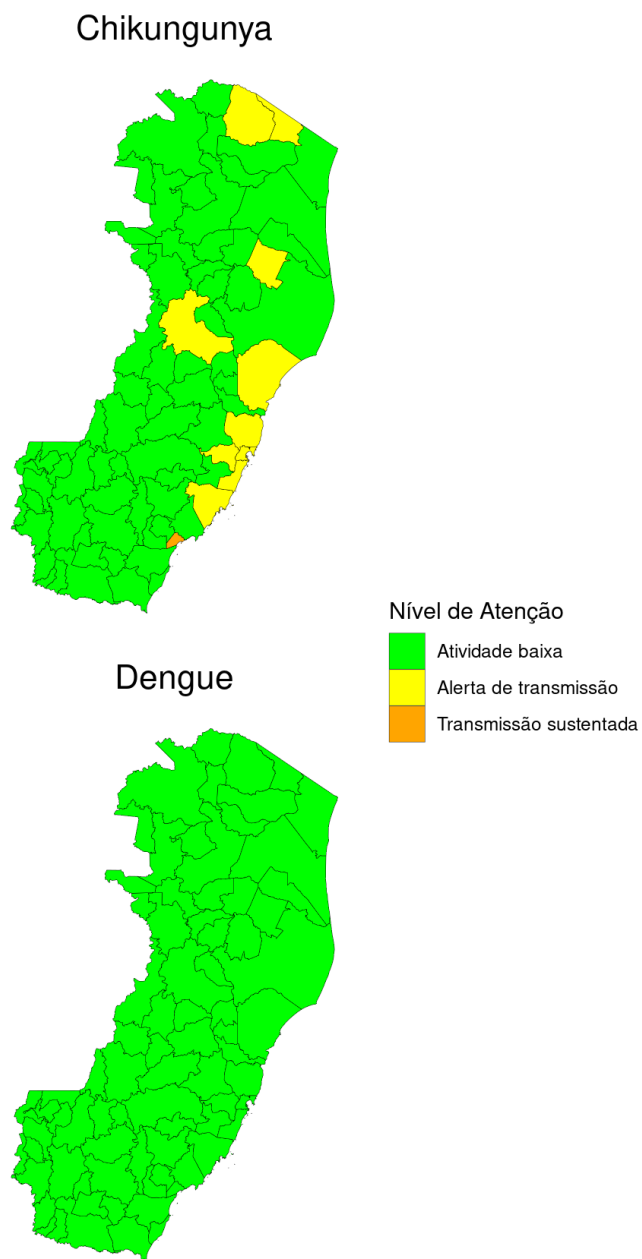 Chikungunya
Nível de Atenção
Atividade baixa
Alerta de transmissão
Transmissão sustentada
Dengue